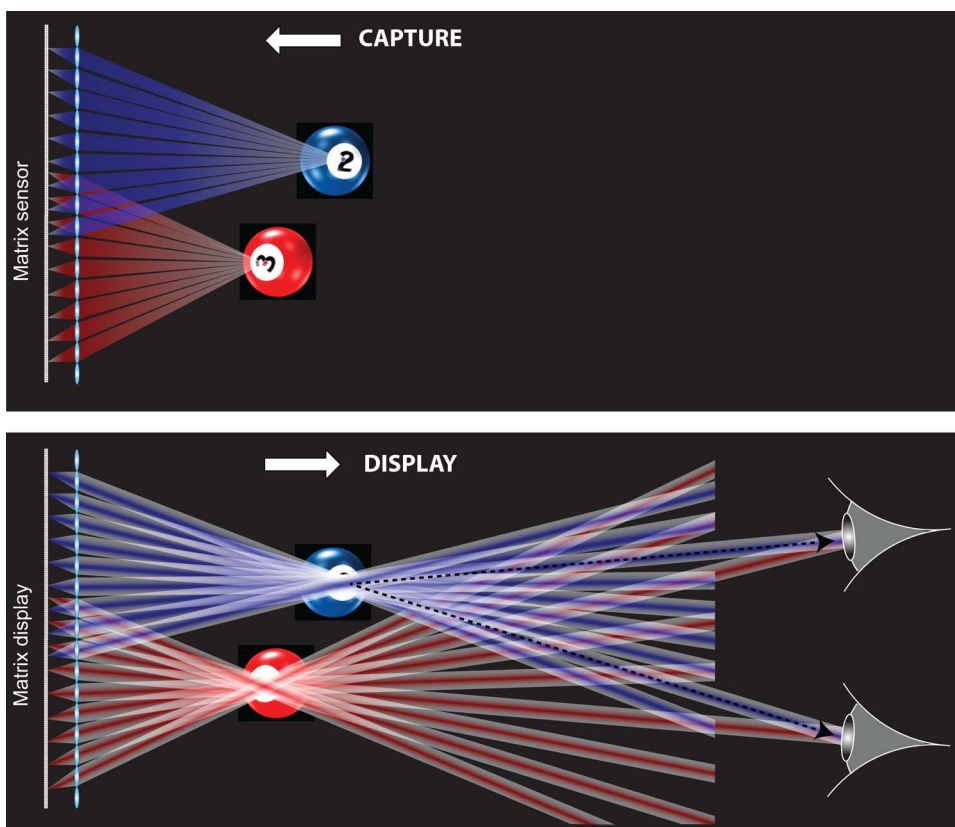 CAPTURE
Matrix sensor
2
3
DISPLAY
Matrix display